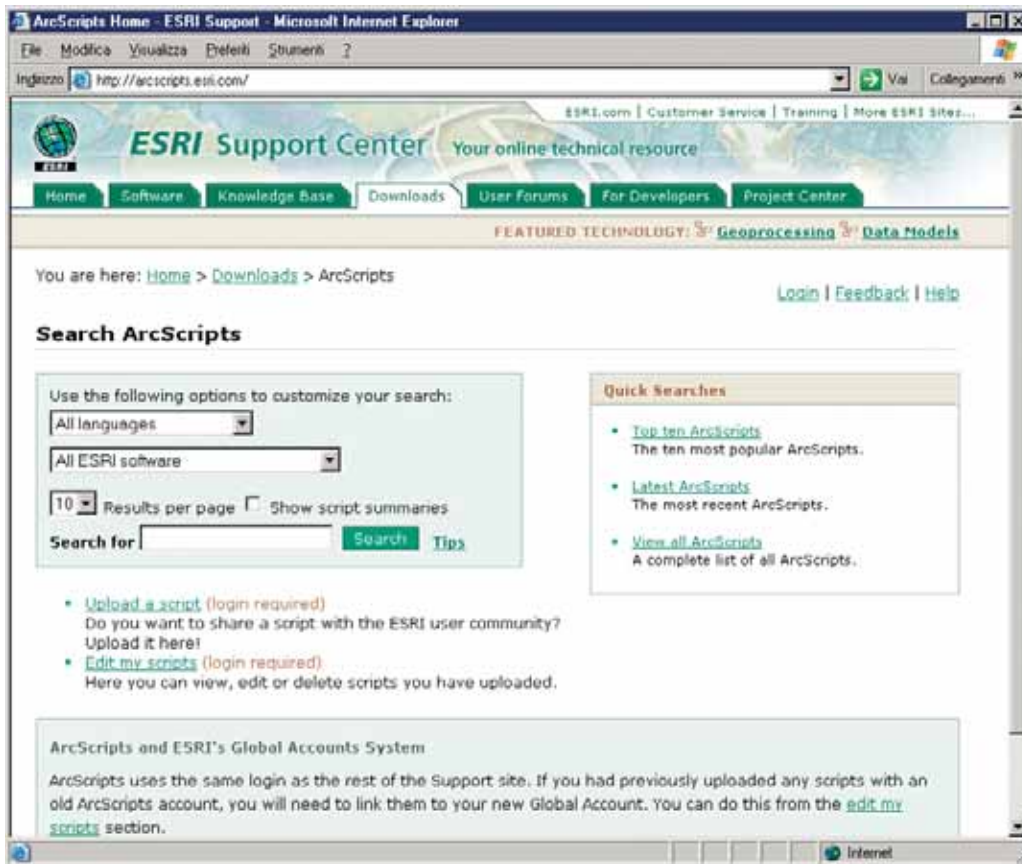 ArcScripts Home - ESRI Support - Microsoft Internet Explorer
File Modifica Visualizza Preferiti Strumenti ?
Indirizzo http://arcscripts.esri.com/ Vai Collegamenti »
ESRI.com | Customer Service | Training | More ESRI Sites...
ESRI
ESRI Support Center Your online technical resource
Home Software Knowledge Base Downloads User Forums For Developers Project Center
FEATURED TECHNOLOGY: Geoprocessing Data Models
You are here: Home > Downloads > ArcScripts
Login | Feedback | Help
Search ArcScripts
Use the following options to customize your search:
All languages
All ESRI software
10 Results per page Show script summaries
Search for Search Tips
Quick Searches
• Top ten ArcScripts
The ten most popular ArcScripts.
• Latest ArcScripts
The most recent ArcScripts.
• View all ArcScripts
A complete list of all ArcScripts.
• Upload a script (login required)
Do you want to share a script with the ESRI user community?
Upload it here!
• Edit my scripts (login required)
Here you can view, edit or delete scripts you have uploaded.
ArcScripts and ESRI's Global Accounts System
ArcScripts uses the same login as the rest of the Support site. If you had previously uploaded any scripts with an
old ArcScripts account, you will need to link them to your new Global Account. You can do this from the edit my
scripts section.
Internet